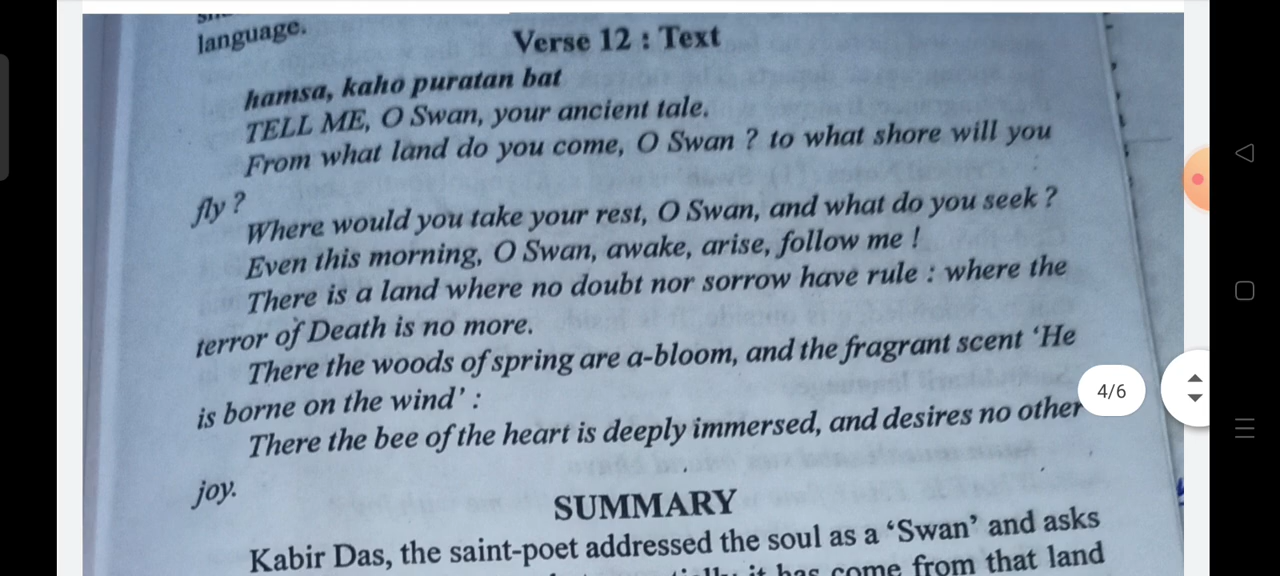 language.
Verse 12 : Text
hamsa, kaho puratan bat
TELL ME, O Swan, your ancient tale.
From what land do you come, O Swan ? to what shore will you
fly ?
Where would you take your rest, O Swan, and what do you seek ?
Even this morning, O Swan, awake, arise, follow me !
There is a land where no doubt nor sorrow have rule : where the
terror of Death is no more.
There the woods of spring are a-bloom, and the fragrant scent ‘He
is borne on the wind’ :
There the bee of the heart is deeply immersed, and desires no other
4/6
joy.
SUMMARY
Kabir Das, the saint-poet addressed the soul as a ‘Swan’ and asks
it has come from that land